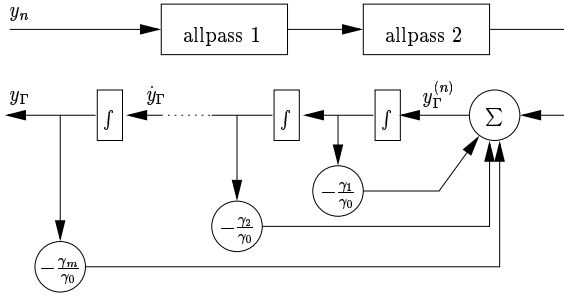 y_n
allpass 1
allpass 2
y_Γ
∫
ẏ_Γ
∫
∫
y_Γ^(n)
Σ
−γ_1/γ_0
−γ_2/γ_0
−γ_m/γ_0